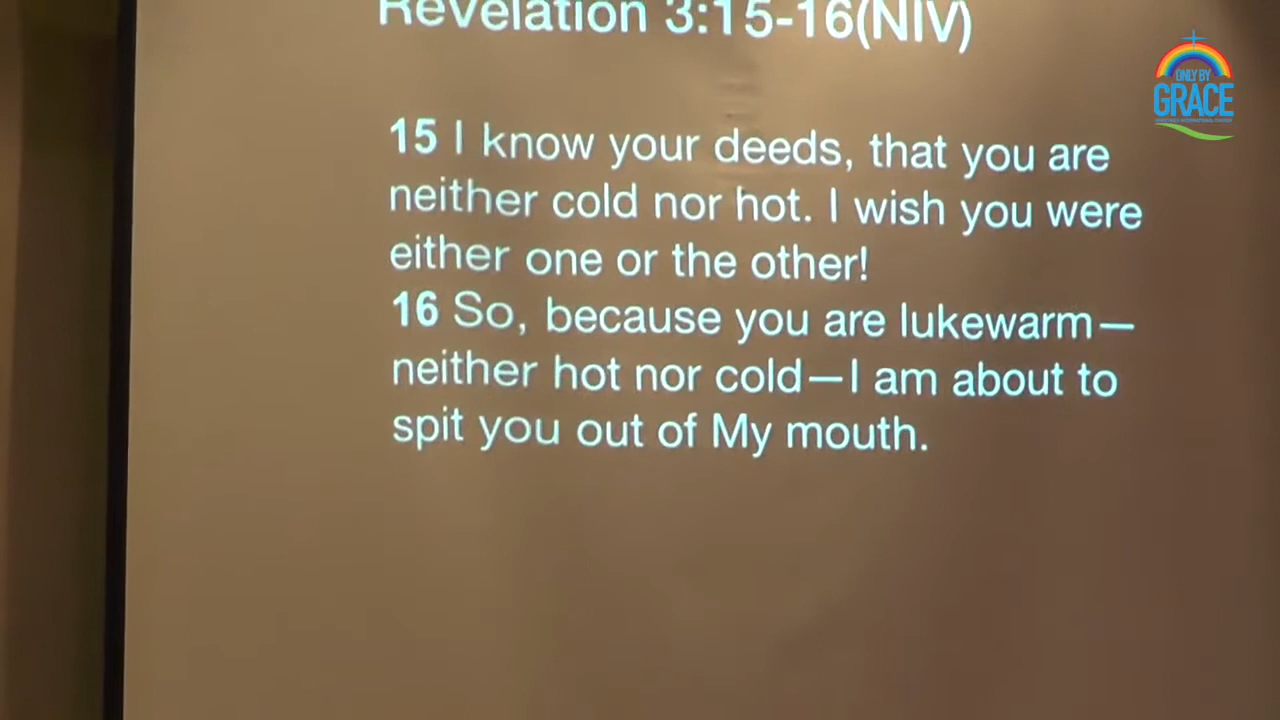 Revelation 3:15-16(NIV)
15 I know your deeds, that you are
neither cold nor hot. I wish you were
either one or the other!
16 So, because you are lukewarm—
neither hot nor cold—I am about to
spit you out of My mouth.
ONLY BY
GRACE